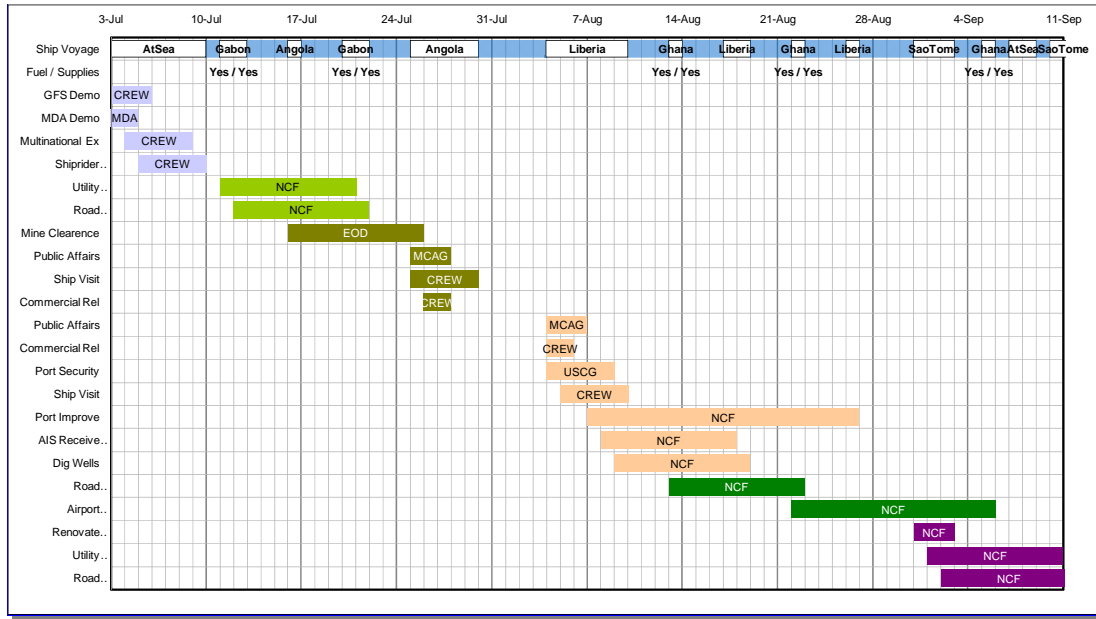 3-Jul 10-Jul 17-Jul 24-Jul 31-Jul 7-Aug 14-Aug 21-Aug 28-Aug 4-Sep 11-Sep
Ship Voyage AtSea Gabon Angola Gabon Angola Liberia Ghana Liberia Ghana Liberia SaoTome Ghana AtSea SaoTome
Fuel / Supplies Yes / Yes Yes / Yes Yes / Yes Yes / Yes Yes / Yes
GFS Demo CREW
MDA Demo MDA
Multinational Ex CREW
Shiprider.. CREW
Utility.. NCF
Road.. NCF
Mine Clearence EOD
Public Affairs MCAG
Ship Visit CREW
Commercial Rel CREW
Public Affairs MCAG
Commercial Rel CREW
Port Security USCG
Ship Visit CREW
Port Improve NCF
AIS Receive.. NCF
Dig Wells NCF
Road.. NCF
Airport.. NCF
Renovate.. NCF
Utility.. NCF
Road.. NCF